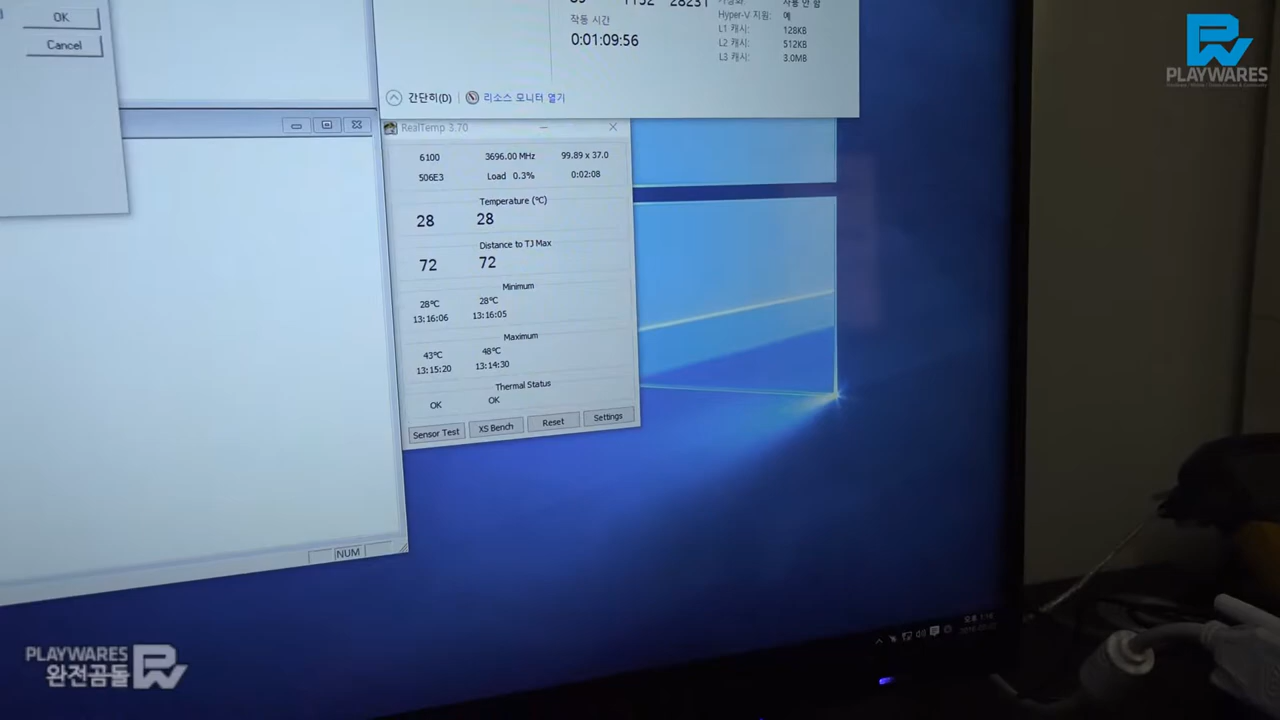 OK
Cancel
작동 시간
0:01:09:56
사용 안 함
Hyper-V 지원: 예
L1 캐시: 128KB
L2 캐시: 512KB
L3 캐시: 3.0MB
간단히(D)
리소스 모니터 열기
PLAYWARES
RealTemp 3.70
6100 3696.00 MHz 99.89 x 37.0
506E3 Load 0.3% 0:02:08
Temperature (°C)
28 28
Distance to TJ Max
72 72
Minimum
28°C 28°C
13:16:06 13:16:05
Maximum
43°C 48°C
13:15:20 13:14:30
Thermal Status
OK OK
Sensor Test XS Bench Reset Settings
NUM
PLAYWARES
완전곰돌